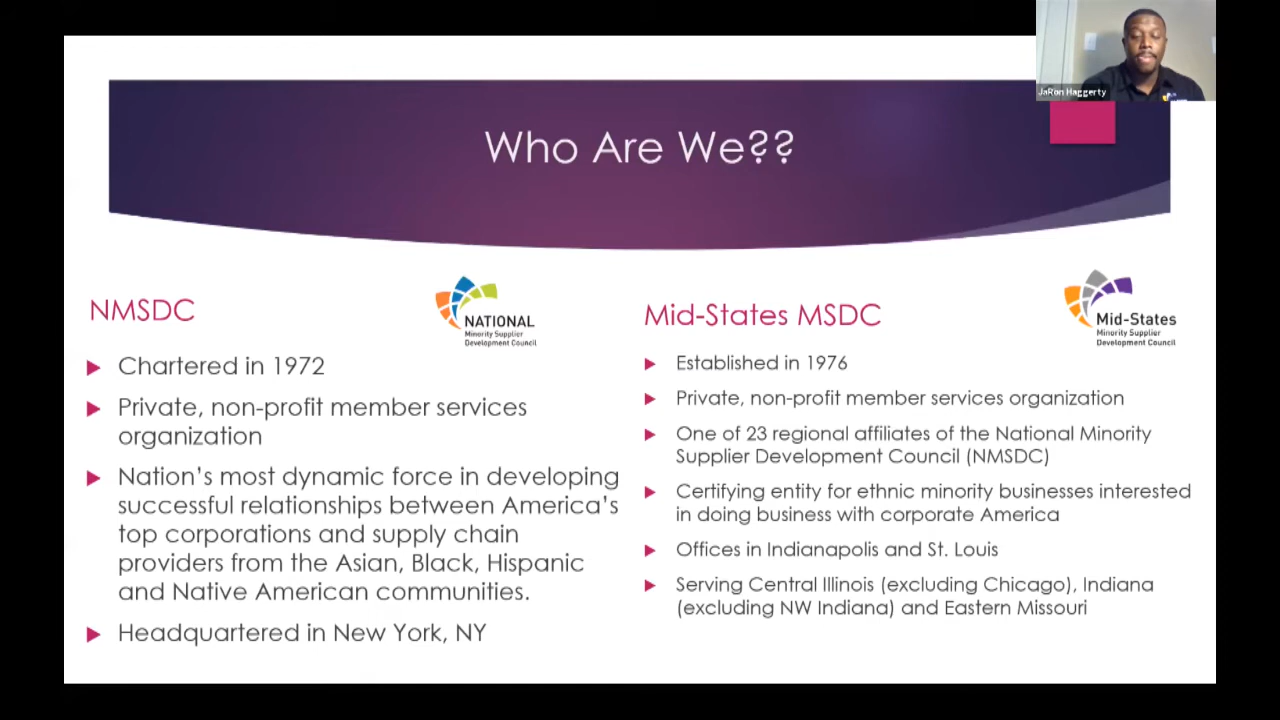 JaRon Haggerty
Who Are We??
NMSDC
NATIONAL
Minority Supplier
Development Council
Chartered in 1972
Private, non-profit member services
organization
Nation's most dynamic force in developing
successful relationships between America's
top corporations and supply chain
providers from the Asian, Black, Hispanic
and Native American communities.
Headquartered in New York, NY
Mid-States MSDC
Mid-States
Minority Supplier
Development Council
Established in 1976
Private, non-profit member services organization
One of 23 regional affiliates of the National Minority
Supplier Development Council (NMSDC)
Certifying entity for ethnic minority businesses interested
in doing business with corporate America
Offices in Indianapolis and St. Louis
Serving Central Illinois (excluding Chicago), Indiana
(excluding NW Indiana) and Eastern Missouri